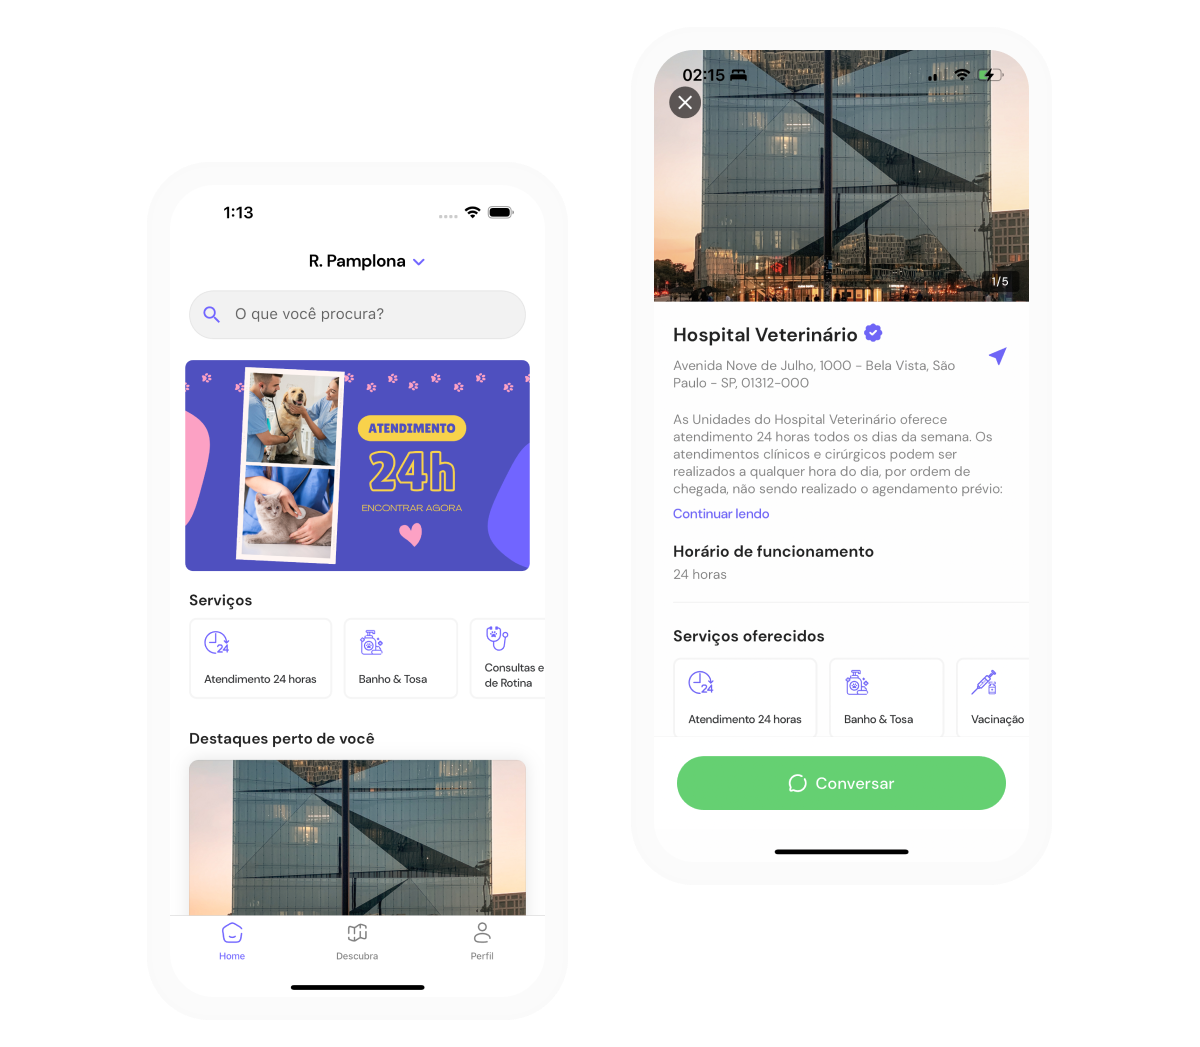 1:13
R. Pamplona
O que você procura?
ATENDIMENTO
24h
ENCONTRAR AGORA
Serviços
24
Atendimento 24 horas
Banho & Tosa
Consultas e
de Rotina
Destaques perto de você
Home
Descubra
Perfil
02:15
1/5
Hospital Veterinário
Avenida Nove de Julho, 1000 - Bela Vista, São
Paulo - SP, 01312-000
As Unidades do Hospital Veterinário oferece
atendimento 24 horas todos os dias da semana. Os
atendimentos clínicos e cirúrgicos podem ser
realizados a qualquer hora do dia, por ordem de
chegada, não sendo realizado o agendamento prévio:
Continuar lendo
Horário de funcionamento
24 horas
Serviços oferecidos
24
Atendimento 24 horas
Banho & Tosa
Vacinação
Conversar